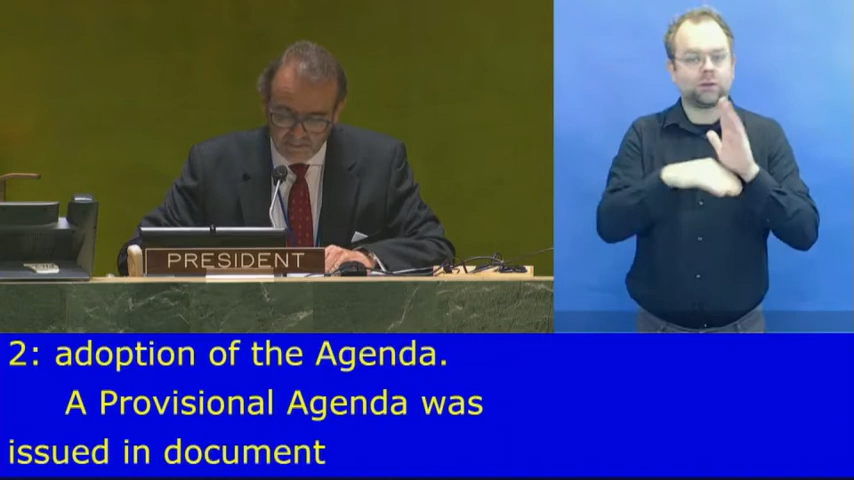 PRESIDENT
2: adoption of the Agenda.
A Provisional Agenda was
issued in document